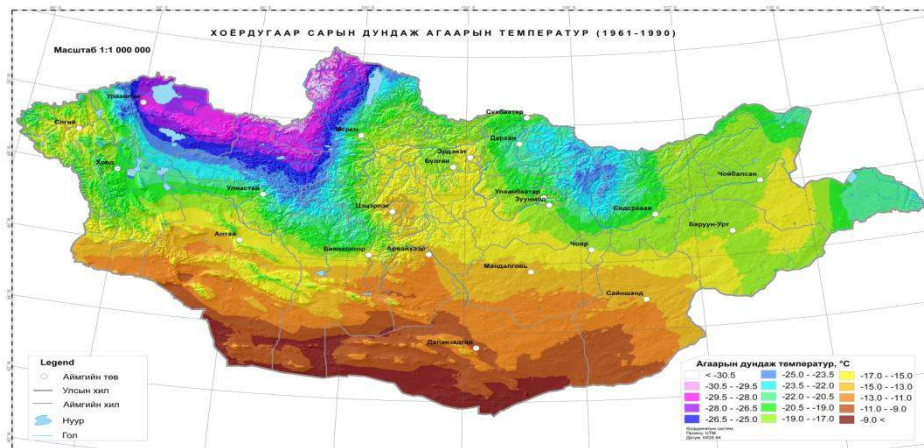 ХОЁРДУГААР САРЫН ДУНДАЖ АГААРЫН ТЕМПЕРАТУР (1961-1990)
Масштаб 1:1 000 000
Улаангом
Өлгий
Ховд
Улиастай
Алтай
Мөрөн
Сүхбаатар
Дархан
Эрдэнэт
Булган
Улаанбаатар
Зуунмод
Цэцэрлэг
Өндөрхаан
Чойбалсан
Баруун-Урт
Баянхонгор
Арвайхээр
Чойр
Мандалговь
Сайншанд
Даланзадгад
Legend
Аймгийн төв
Улсын хил
Аймгийн хил
Нуур
Гол
Агаарын дундаж температур, °C
< -30.5
-30.5 - -29.5
-29.5 - -28.0
-28.0 - -26.5
-26.5 - -25.0
-25.0 - -23.5
-23.5 - -22.0
-22.0 - -20.5
-20.5 - -19.0
-19.0 - -17.0
-17.0 - -15.0
-15.0 - -13.0
-13.0 - -11.0
-11.0 - -9.0
-9.0 <